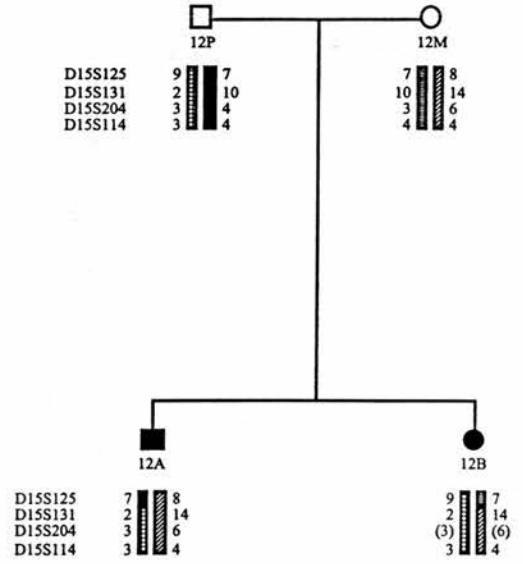 12P 12M
D15S125 9 7 7 8
D15S131 2 10 10 14
D15S204 3 4 3 6
D15S114 3 4 4 4
12A 12B
D15S125 7 8 9 7
D15S131 2 14 2 14
D15S204 3 6 (3) (6)
D15S114 3 4 3 4